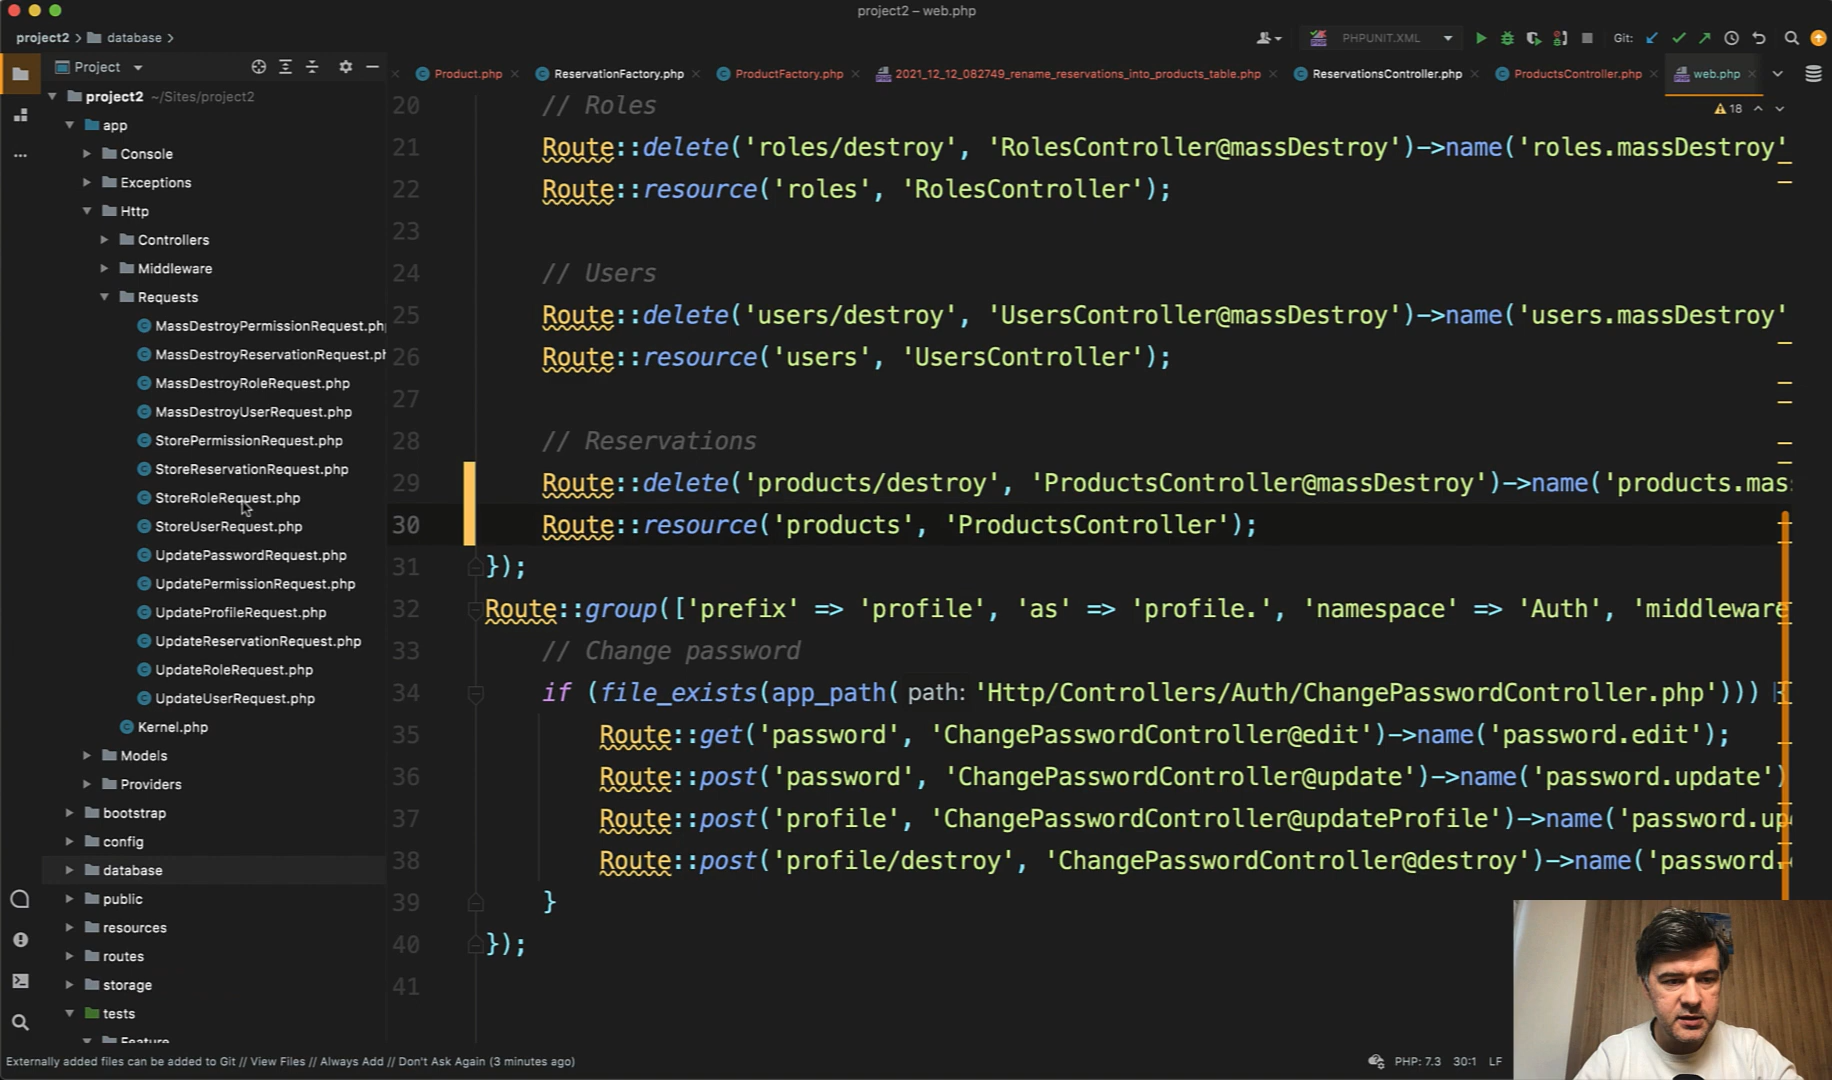 project2 – web.php
project2 > database >
PHPUNIT.XML
Git:
Project
Product.php
ReservationFactory.php
ProductFactory.php
2021_12_12_082749_rename_reservations_into_products_table.php
ReservationsController.php
ProductsController.php
web.php
project2 ~/Sites/project2
app
Console
Exceptions
Http
Controllers
Middleware
Requests
MassDestroyPermissionRequest.ph
MassDestroyReservationRequest.ph
MassDestroyRoleRequest.php
MassDestroyUserRequest.php
StorePermissionRequest.php
StoreReservationRequest.php
StoreRoleRequest.php
StoreUserRequest.php
UpdatePasswordRequest.php
UpdatePermissionRequest.php
UpdateProfileRequest.php
UpdateReservationRequest.php
UpdateRoleRequest.php
UpdateUserRequest.php
Kernel.php
Models
Providers
bootstrap
config
database
public
resources
routes
storage
tests
Feature
18
20 // Roles
21 Route::delete('roles/destroy', 'RolesController@massDestroy')->name('roles.massDestroy'
22 Route::resource('roles', 'RolesController');
23
24 // Users
25 Route::delete('users/destroy', 'UsersController@massDestroy')->name('users.massDestroy'
26 Route::resource('users', 'UsersController');
27
28 // Reservations
29 Route::delete('products/destroy', 'ProductsController@massDestroy')->name('products.mas
30 Route::resource('products', 'ProductsController');
31 });
32 Route::group(['prefix' => 'profile', 'as' => 'profile.', 'namespace' => 'Auth', 'middleware
33 // Change password
34 if (file_exists(app_path( path: 'Http/Controllers/Auth/ChangePasswordController.php')))
35 Route::get('password', 'ChangePasswordController@edit')->name('password.edit');
36 Route::post('password', 'ChangePasswordController@update')->name('password.update')
37 Route::post('profile', 'ChangePasswordController@updateProfile')->name('password.up
38 Route::post('profile/destroy', 'ChangePasswordController@destroy')->name('password.
39 }
40 });
41
Externally added files can be added to Git // View Files // Always Add // Don't Ask Again (3 minutes ago)
PHP: 7.3 30:1 LF